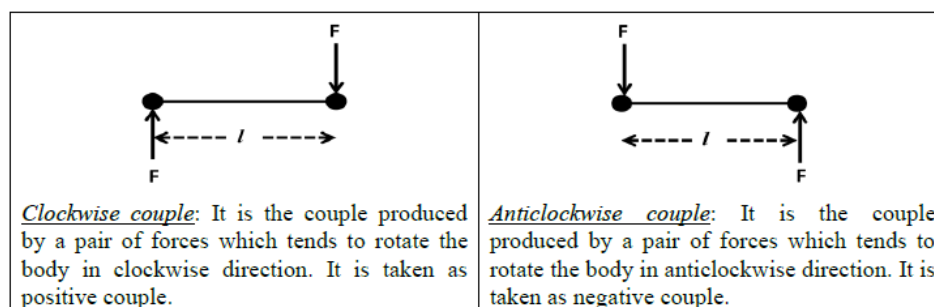 F
l
F
Clockwise couple: It is the couple produced
by a pair of forces which tends to rotate the
body in clockwise direction. It is taken as
positive couple.
F
l
F
Anticlockwise couple: It is the couple
produced by a pair of forces which tends to
rotate the body in anticlockwise direction. It is
taken as negative couple.